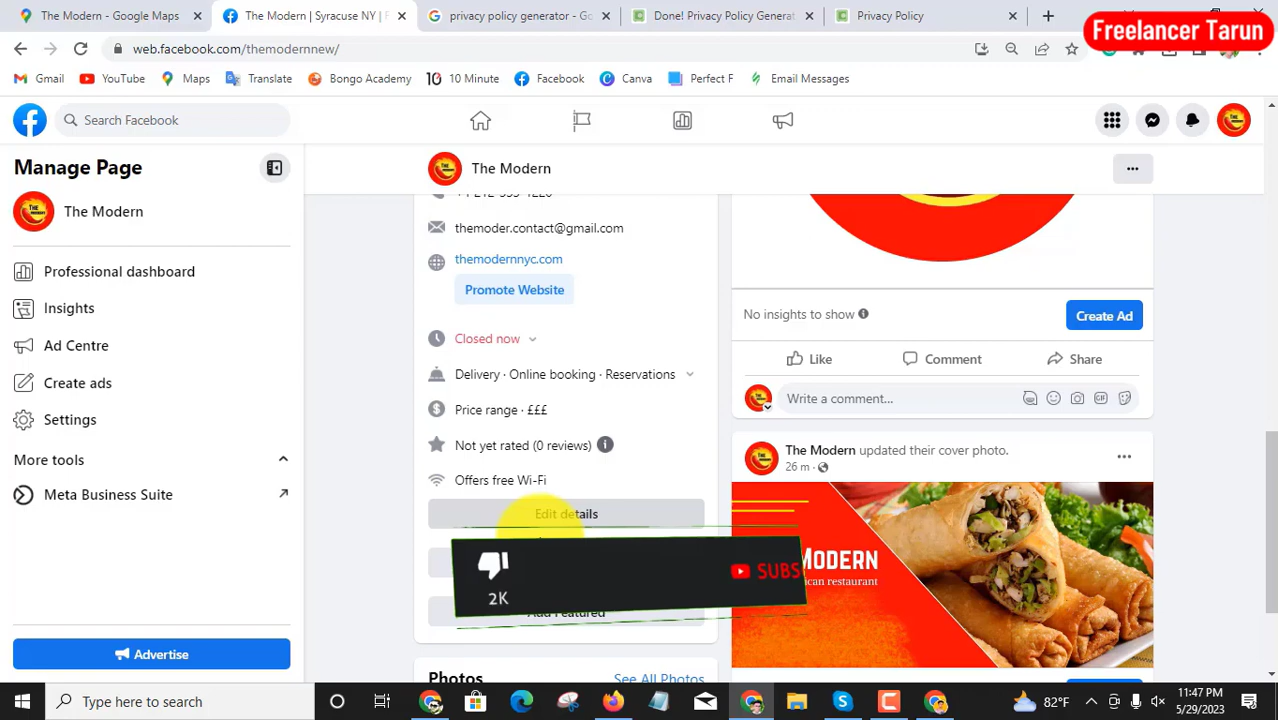 The Modern - Google Maps
The Modern | Syracuse NY | F
privacy policy generator - Go
Done! Privacy Policy Generat
Privacy Policy
Freelancer Tarun
web.facebook.com/themodernnew/
Gmail
YouTube
Maps
Translate
Bongo Academy
10 Minute
Facebook
Canva
Perfect F
Email Messages
Search Facebook
Manage Page
The Modern
Professional dashboard
Insights
Ad Centre
Create ads
Settings
More tools
Meta Business Suite
Advertise
The Modern
themoder.contact@gmail.com
themodernnyc.com
Promote Website
Closed now
Delivery · Online booking · Reservations
Price range · £££
Not yet rated (0 reviews)
Offers free Wi-Fi
Edit details
2K
SUBS
Add Featured
Photos
See All Photos
No insights to show
Create Ad
Like
Comment
Share
Write a comment...
The Modern updated their cover photo.
26 m
MODERN
can restaurant
Type here to search
82°F
11:47 PM
5/29/2023